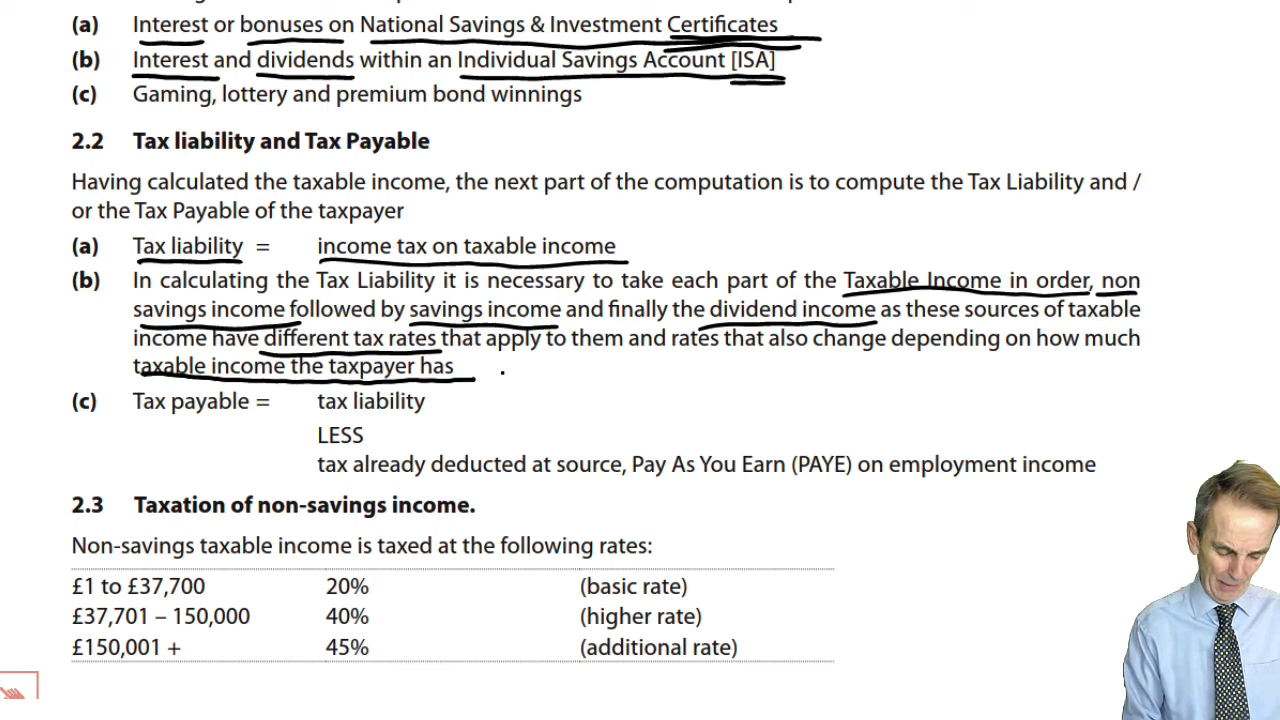 (a) Interest or bonuses on National Savings & Investment Certificates
(b) Interest and dividends within an Individual Savings Account [ISA]
(c) Gaming, lottery and premium bond winnings
2.2 Tax liability and Tax Payable
Having calculated the taxable income, the next part of the computation is to compute the Tax Liability and /
or the Tax Payable of the taxpayer
(a) Tax liability = income tax on taxable income
(b) In calculating the Tax Liability it is necessary to take each part of the Taxable Income in order, non
savings income followed by savings income and finally the dividend income as these sources of taxable
income have different tax rates that apply to them and rates that also change depending on how much
taxable income the taxpayer has
(c) Tax payable = tax liability
LESS
tax already deducted at source, Pay As You Earn (PAYE) on employment income
2.3 Taxation of non-savings income.
Non-savings taxable income is taxed at the following rates:
£1 to £37,700 20% (basic rate)
£37,701 – 150,000 40% (higher rate)
£150,001 + 45% (additional rate)